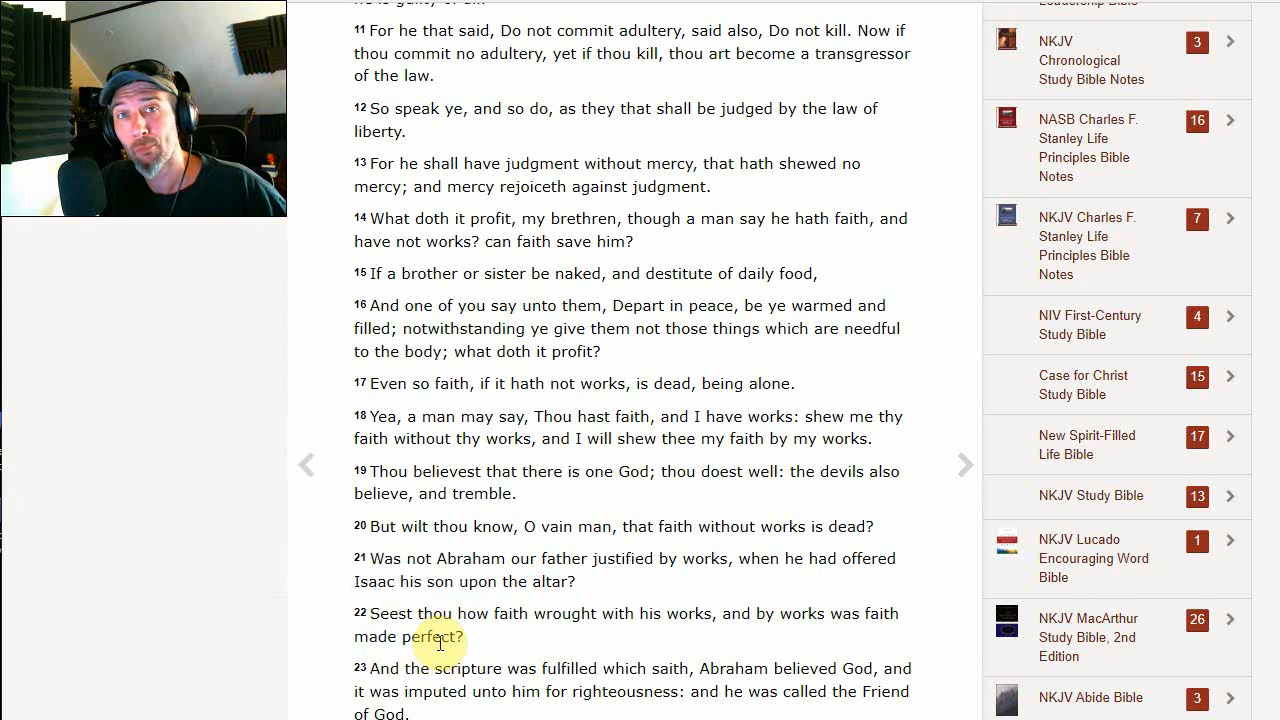 11 For he that said, Do not commit adultery, said also, Do not kill. Now if
thou commit no adultery, yet if thou kill, thou art become a transgressor
of the law.
12 So speak ye, and so do, as they that shall be judged by the law of
liberty.
13 For he shall have judgment without mercy, that hath shewed no
mercy; and mercy rejoiceth against judgment.
14 What doth it profit, my brethren, though a man say he hath faith, and
have not works? can faith save him?
15 If a brother or sister be naked, and destitute of daily food,
16 And one of you say unto them, Depart in peace, be ye warmed and
filled; notwithstanding ye give them not those things which are needful
to the body; what doth it profit?
17 Even so faith, if it hath not works, is dead, being alone.
18 Yea, a man may say, Thou hast faith, and I have works: shew me thy
faith without thy works, and I will shew thee my faith by my works.
19 Thou believest that there is one God; thou doest well: the devils also
believe, and tremble.
20 But wilt thou know, O vain man, that faith without works is dead?
21 Was not Abraham our father justified by works, when he had offered
Isaac his son upon the altar?
22 Seest thou how faith wrought with his works, and by works was faith
made perfect?
23 And the scripture was fulfilled which saith, Abraham believed God, and
it was imputed unto him for righteousness: and he was called the Friend
of God.
NKJV 3
Chronological
Study Bible Notes
NASB Charles F. 16
Stanley Life
Principles Bible
Notes
NKJV Charles F. 7
Stanley Life
Principles Bible
Notes
NIV First-Century 4
Study Bible
Case for Christ 15
Study Bible
New Spirit-Filled 17
Life Bible
NKJV Study Bible 13
NKJV Lucado 1
Encouraging Word
Bible
NKJV MacArthur 26
Study Bible, 2nd
Edition
NKJV Abide Bible 3